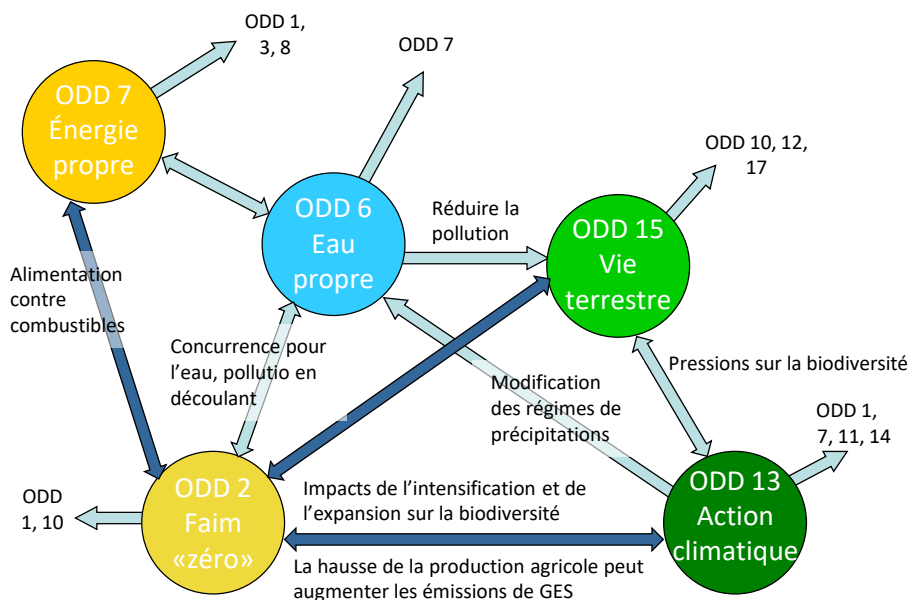 ODD 1,
3, 8
ODD 7
ODD 7
Énergie
propre
ODD 10, 12,
17
ODD 6
Eau
propre
Réduire la
pollution
ODD 15
Vie
terrestre
Alimentation
contre
combustibles
Concurrence pour
l’eau, pollutio en
découlant
Modification
des régimes de
précipitations
Pressions sur la biodiversité
ODD 1,
7, 11, 14
ODD
1, 10
ODD 2
Faim
«zéro»
Impacts de l’intensification et de
l’expansion sur la biodiversité
La hausse de la production agricole peut
augmenter les émissions de GES
ODD 13
Action
climatique